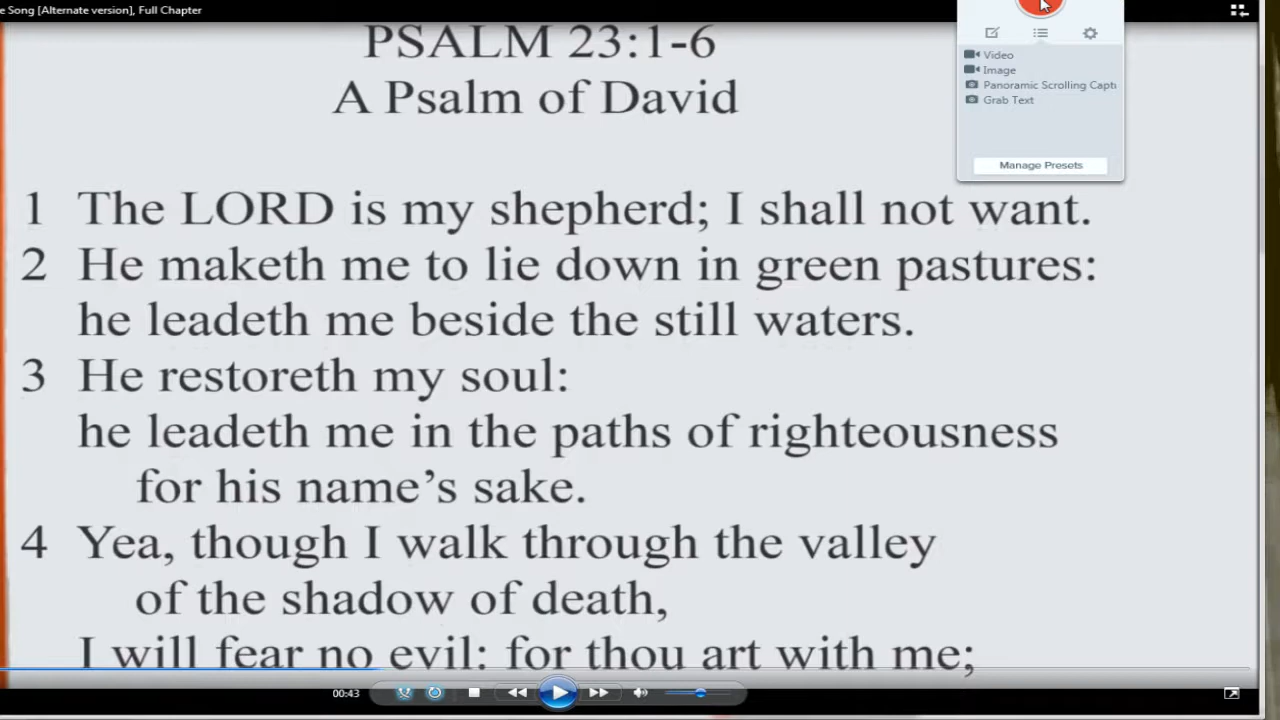 e Song [Alternate version], Full Chapter
Video
Image
Panoramic Scrolling Capt
Grab Text
Manage Presets
PSALM 23:1-6
A Psalm of David
1 The LORD is my shepherd; I shall not want.
2 He maketh me to lie down in green pastures:
he leadeth me beside the still waters.
3 He restoreth my soul:
he leadeth me in the paths of righteousness
for his name’s sake.
4 Yea, though I walk through the valley
of the shadow of death,
I will fear no evil: for thou art with me;
00:43